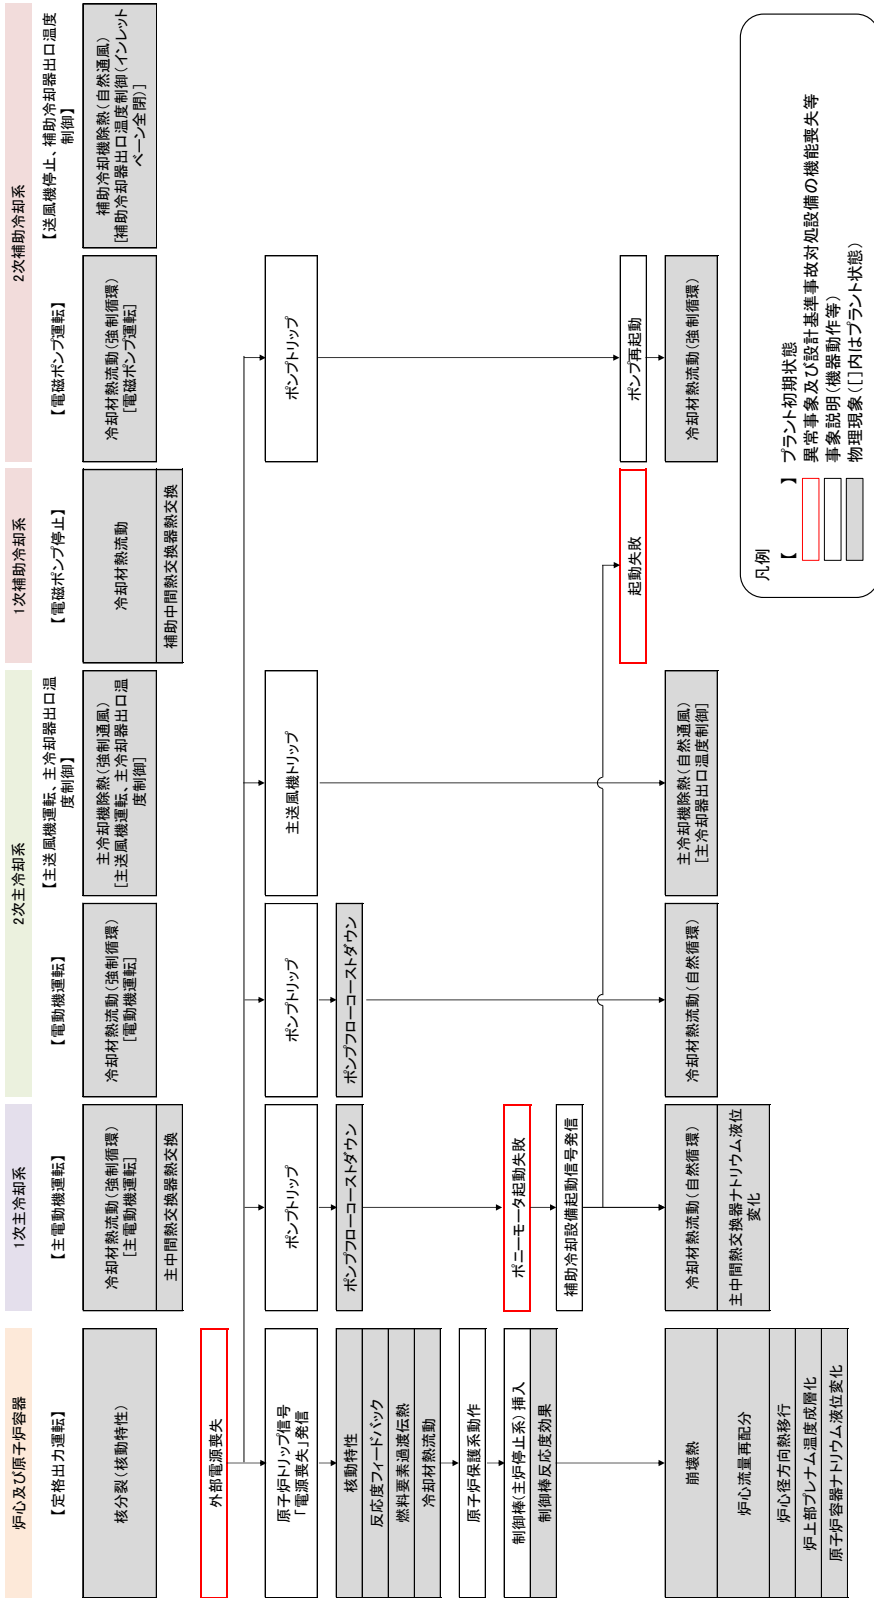 炉心及び原子炉容器
【定格出力運転】
核分裂(核動特性)
外部電源喪失
原子炉トリップ信号
「電源喪失」発信
核動特性
反応度フィードバック
燃料要素過渡伝熱
冷却材熱流動
原子炉保護系動作
制御棒(主炉停止系)挿入
制御棒反応度効果
崩壊熱
炉心流量再配分
炉心径方向熱移行
炉上部プレナム温度成層化
原子炉容器ナトリウム液位変化
1次主冷却系
【主電動機運転】
冷却材熱流動(強制循環)
[主電動機運転]
主中間熱交換器熱交換
ポンプトリップ
ポンプフローコーストダウン
ポニーモータ起動失敗
補助冷却設備起動信号発信
冷却材熱流動(自然循環)
主中間熱交換器ナトリウム液位
変化
2次主冷却系
【電動機運転】
冷却材熱流動(強制循環)
[電動機運転]
ポンプトリップ
ポンプフローコーストダウン
冷却材熱流動(自然循環)
【主送風機運転、主冷却器出口温
度制御】
主冷却機除熱(強制通風)
[主送風機運転、主冷却器出口温
度制御]
主送風機トリップ
主冷却機除熱(自然通風)
[主冷却器出口温度制御]
1次補助冷却系
【電磁ポンプ停止】
冷却材熱流動
補助中間熱交換器熱交換
起動失敗
2次補助冷却系
【電磁ポンプ運転】
冷却材熱流動(強制循環)
[電磁ポンプ運転]
ポンプトリップ
ポンプ再起動
冷却材熱流動(強制循環)
【送風機停止、補助冷却器出口温度
制御】
補助冷却機除熱(自然通風)
[補助冷却器出口温度制御(インレット
ベーン全閉)]
凡例
【 】 プラント初期状態
異常事象及び設計基準事故対処設備の機能喪失等
事象説明(機器動作等)
物理現象([]内はプラント状態)